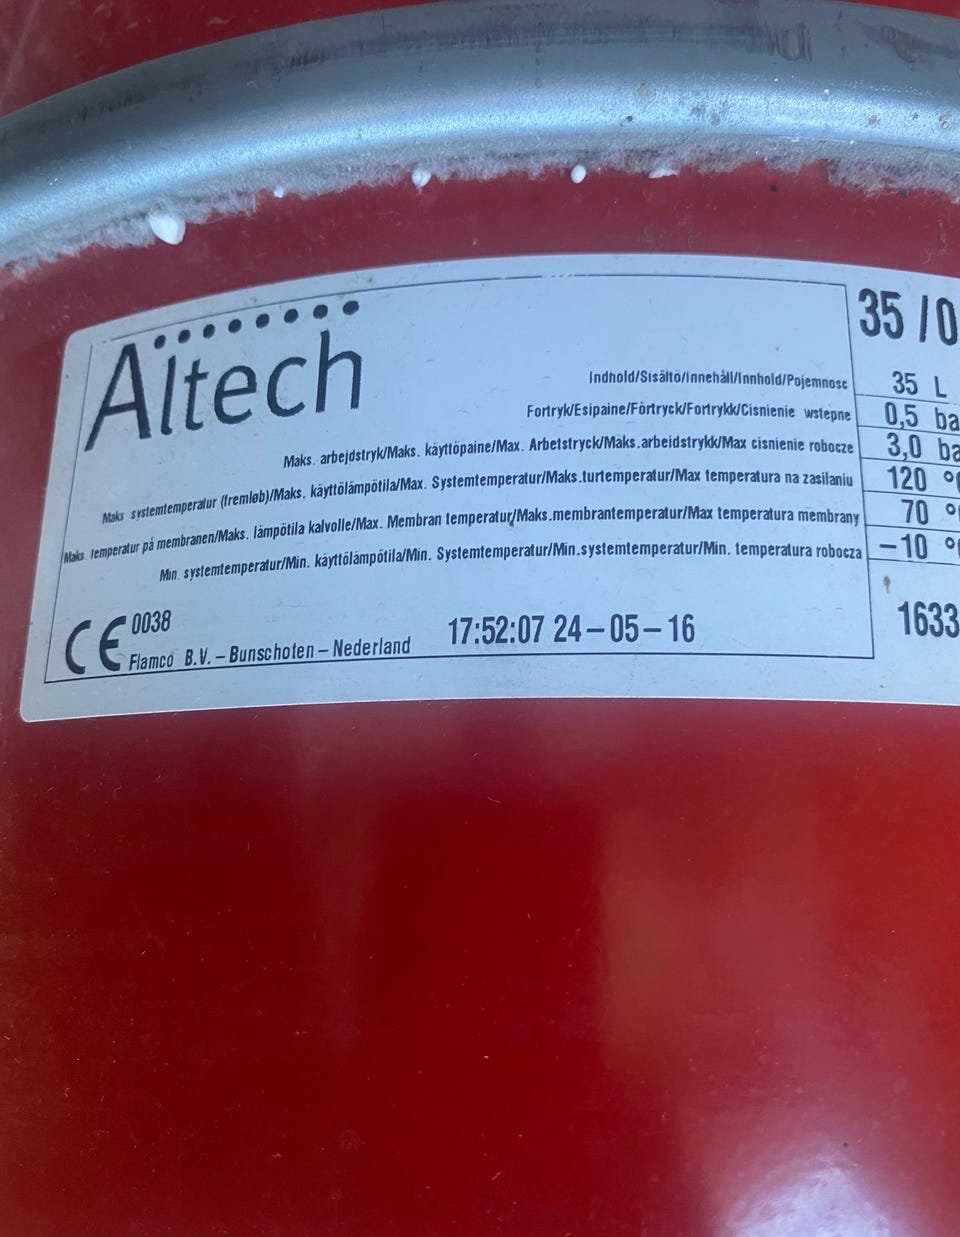 Altech
35 / 0
Indhold/Sisältö/Innehåll/Innhold/Pojemnosc 35 L
Fortryk/Esipaine/Förtryck/Fortrykk/Cisnienie wstepne 0,5 ba
Maks. arbejdstryk/Maks. käyttöpaine/Max. Arbetstryck/Maks.arbeidstrykk/Max cisnienie robocze 3,0 ba
Maks systemtemperatur (fremløb)/Maks. käyttölämpötila/Max. Systemtemperatur/Maks.turtemperatur/Max temperatura na zasilaniu 120 °
Maks. temperatur på membranen/Maks. lämpötila kalvolle/Max. Membran temperatur/Maks.membrantemperatur/Max temperatura membrany 70 °
Min. systemtemperatur/Min. käyttölämpötila/Min. Systemtemperatur/Min.systemtemperatur/Min. temperatura robocza –10 °
CE 0038
Flamco B.V. – Bunschoten – Nederland 17:52:07 24–05–16 1633